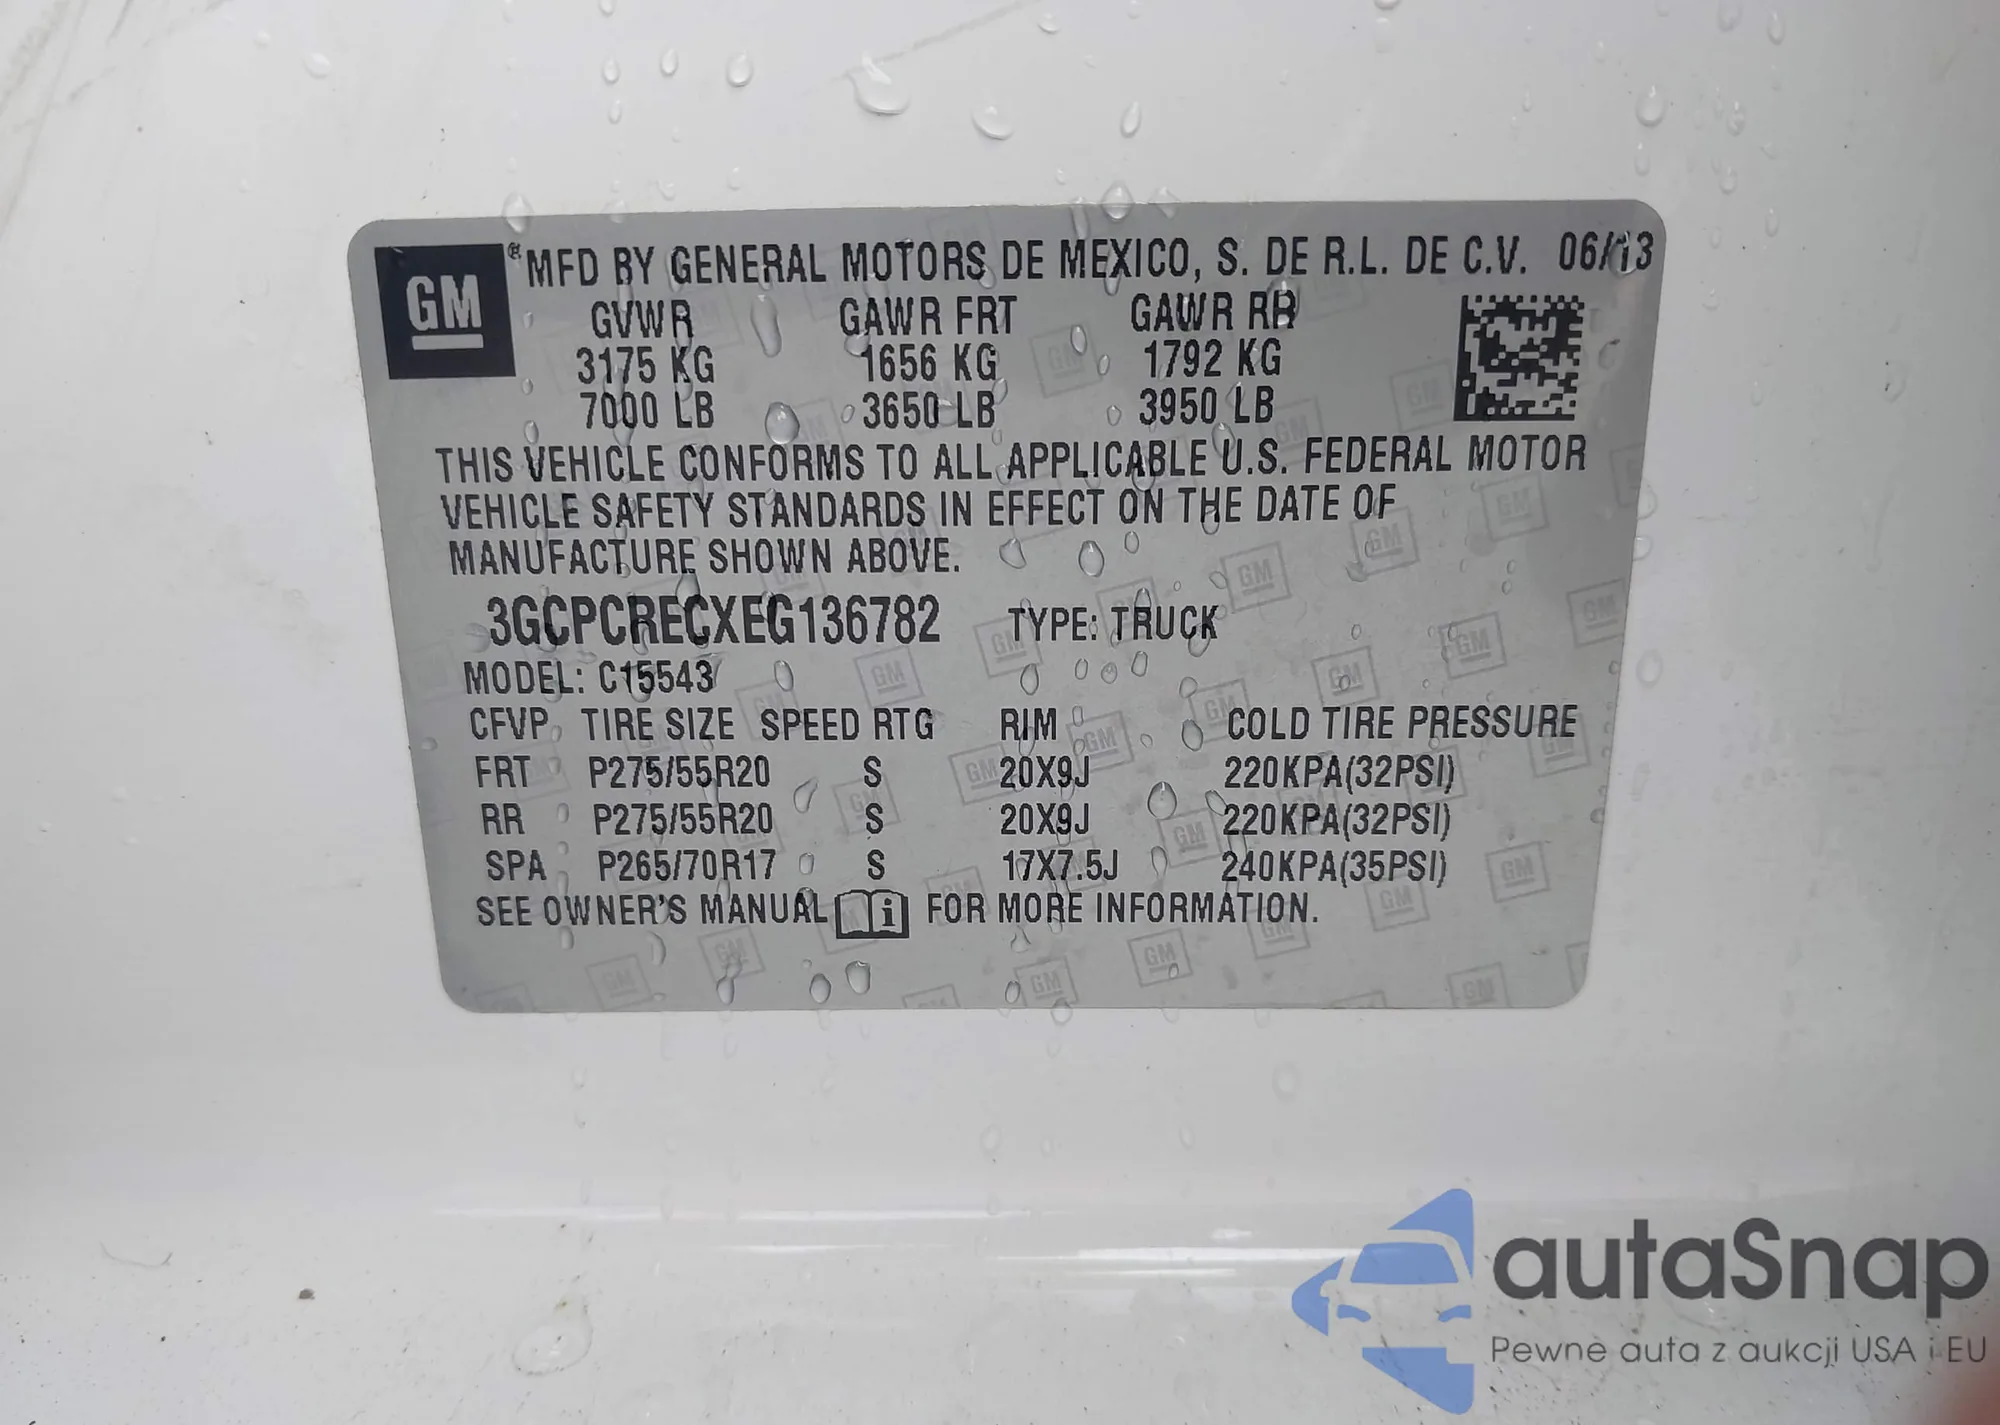 GM
® MFD BY GENERAL MOTORS DE MEXICO, S. DE R.L. DE C.V. 06/13
GVWR GAWR FRT GAWR RR
3175 KG 1656 KG 1792 KG
7000 LB 3650 LB 3950 LB
THIS VEHICLE CONFORMS TO ALL APPLICABLE U.S. FEDERAL MOTOR
VEHICLE SAFETY STANDARDS IN EFFECT ON THE DATE OF
MANUFACTURE SHOWN ABOVE.
3GCPCRECXEG136782 TYPE: TRUCK
MODEL: C15543
CFVP TIRE SIZE SPEED RTG RIM COLD TIRE PRESSURE
FRT P275/55R20 S 20X9J 220KPA(32PSI)
RR P275/55R20 S 20X9J 220KPA(32PSI)
SPA P265/70R17 S 17X7.5J 240KPA(35PSI)
SEE OWNER'S MANUAL i FOR MORE INFORMATION.
autaSnap
Pewne auta z aukcji USA i EU